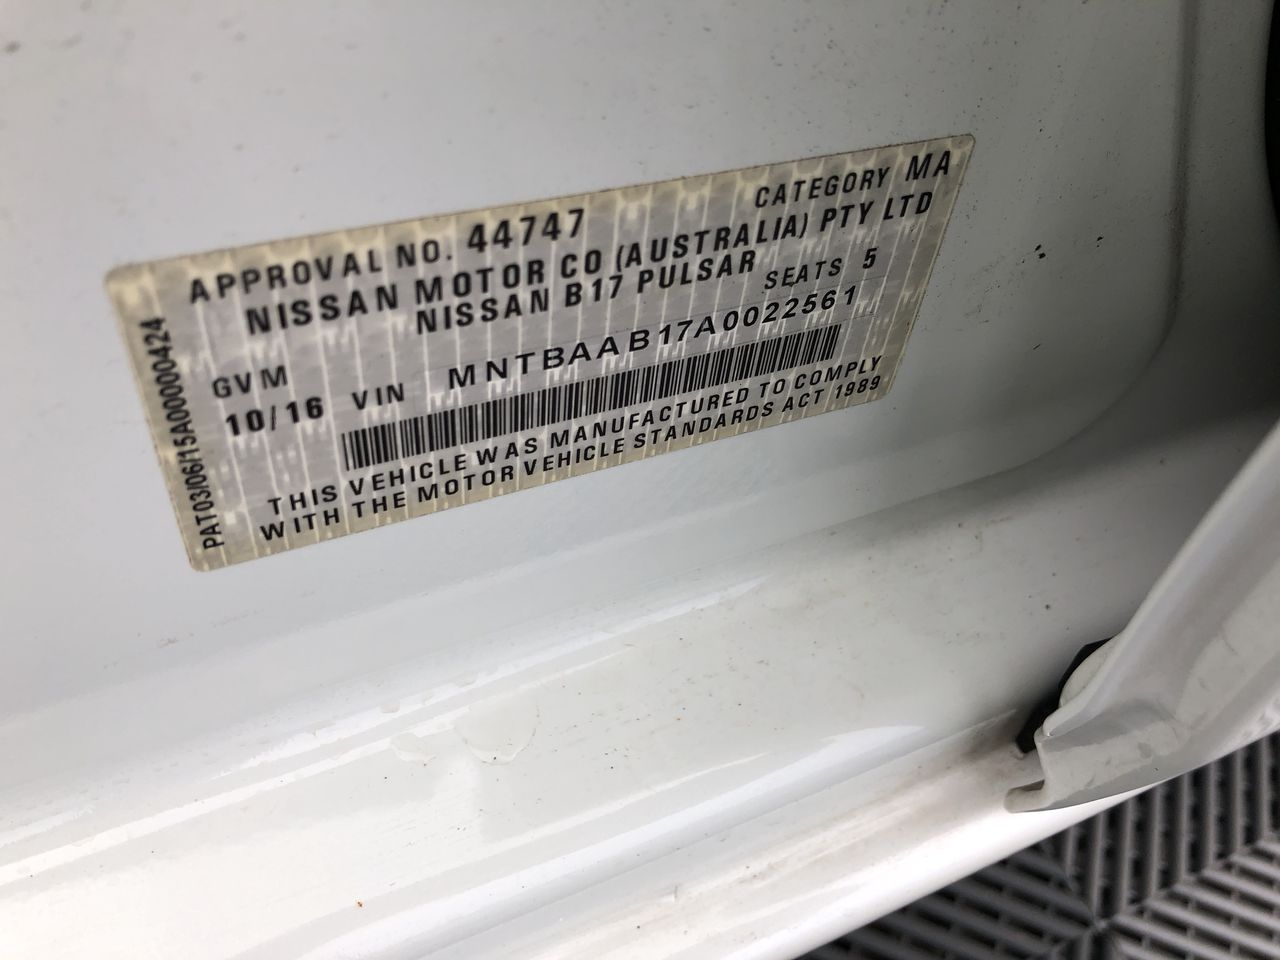 APPROVAL NO. 44747 CATEGORY MA
NISSAN MOTOR CO (AUSTRALIA) PTY LTD
NISSAN B17 PULSAR
SEATS 5
GVM
10/16 VIN MNTBAAB17A0022561
THIS VEHICLE WAS MANUFACTURED TO COMPLY
WITH THE MOTOR VEHICLE STANDARDS ACT 1989
PAT03/06/15A00000424